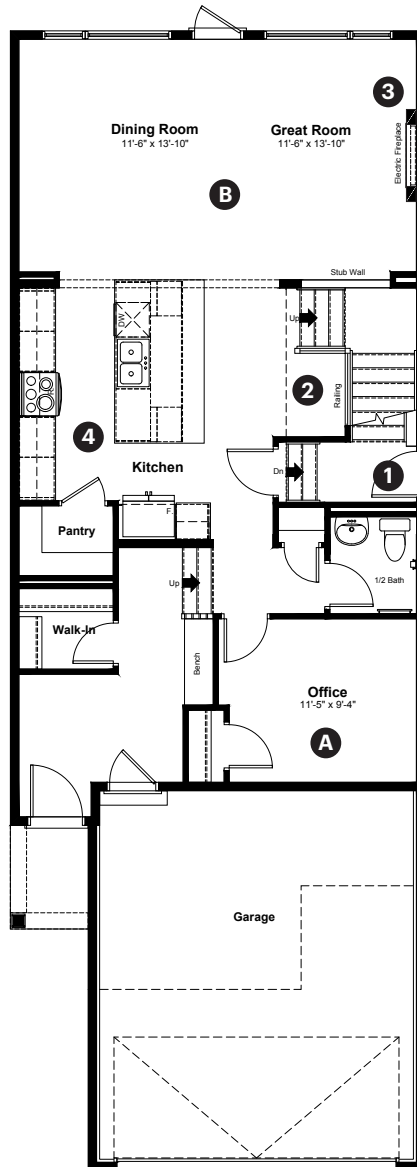 3
Dining Room
11'-6" x 13'-10"
Great Room
11'-6" x 13'-10"
Electric Fireplace
B
Stub Wall
DW
Up
2
Railing
4
Kitchen
Dn
1
F.
Pantry
Up
1/2 Bath
Walk-In
Bench
Office
11'-5" x 9'-4"
A
Garage